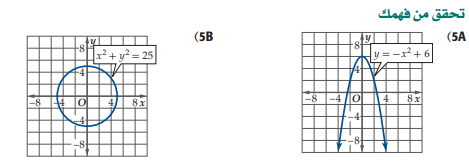 تحقق من فهمك
(5A
y
8
y = –x² + 6
4
–8 –4 O 4 8 x
–4
–8
(5B
y
8
x² + y² = 25
4
–8 –4 O 4 8 x
–4
–8